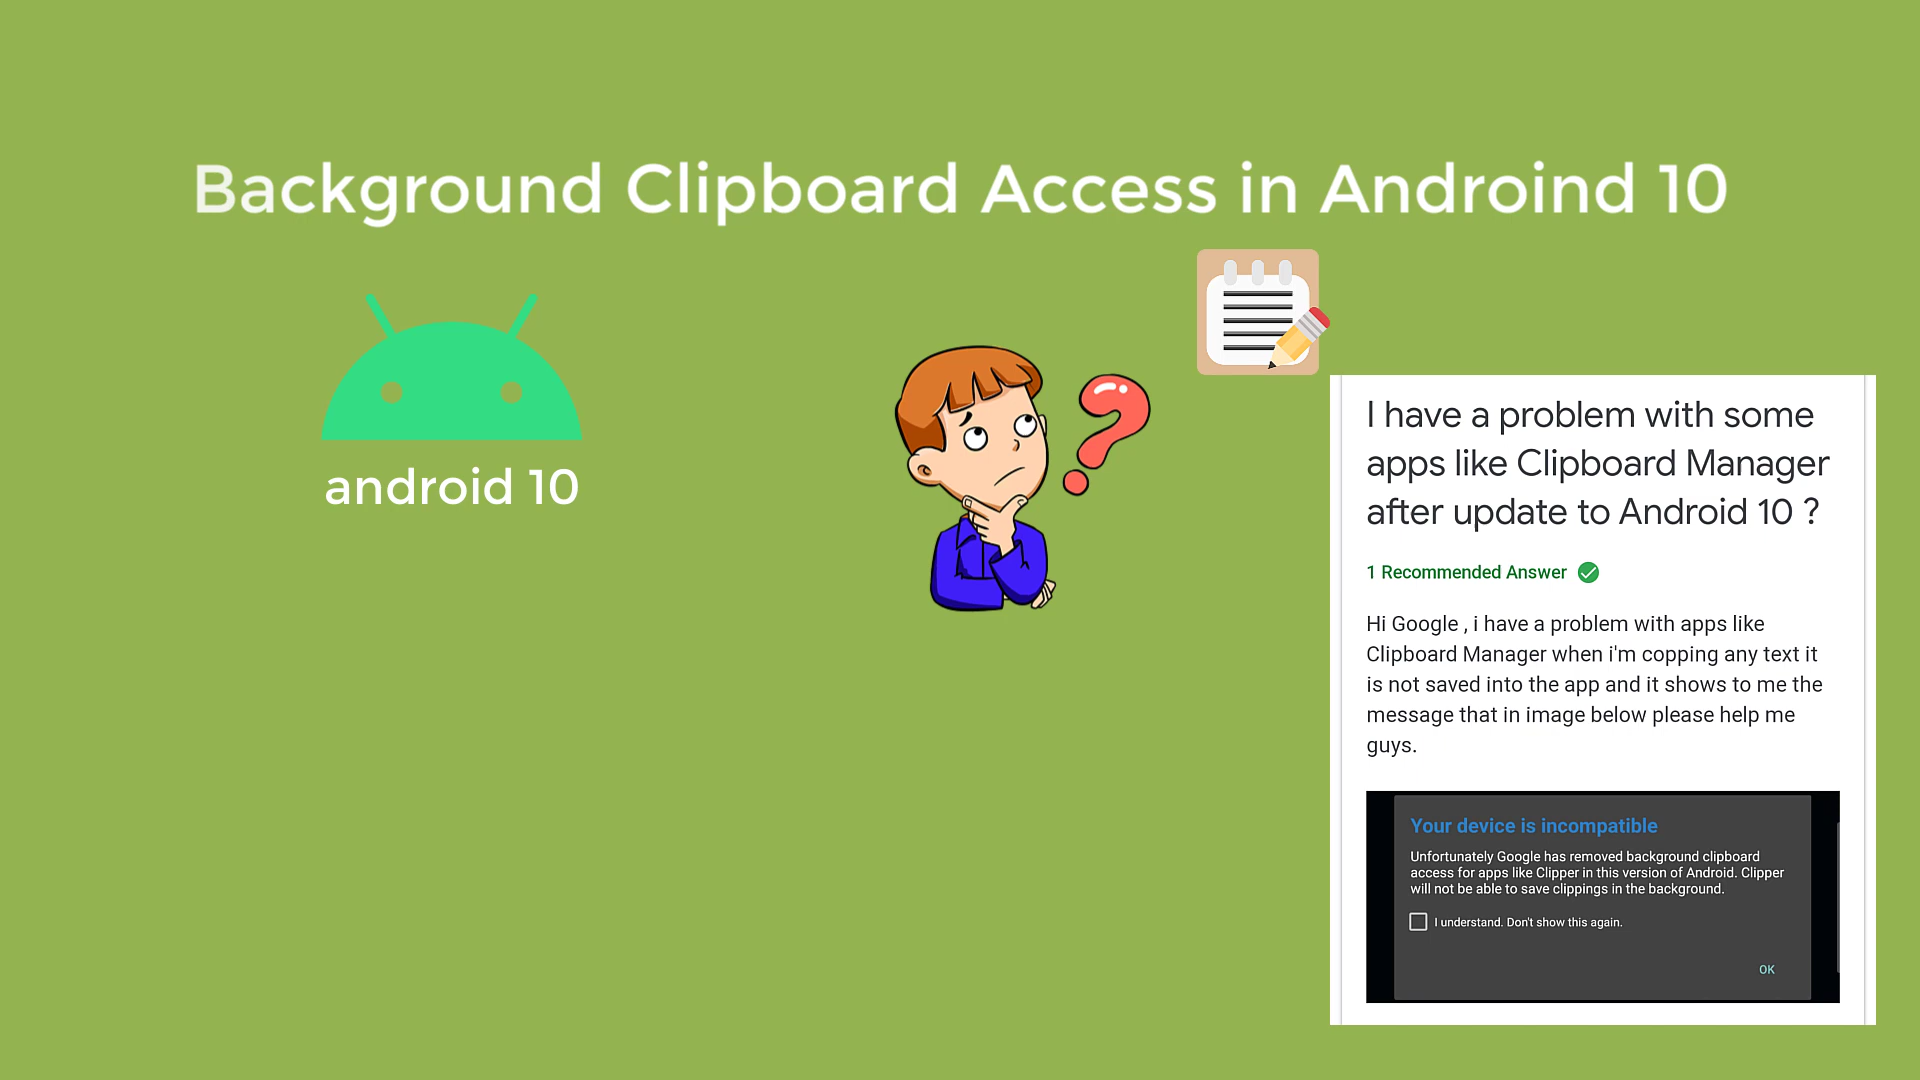 Background Clipboard Access in Androind 10
android 10
I have a problem with some
apps like Clipboard Manager
after update to Android 10 ?
1 Recommended Answer
Hi Google , i have a problem with apps like
Clipboard Manager when i'm copping any text it
is not saved into the app and it shows to me the
message that in image below please help me
guys.
Your device is incompatible
Unfortunately Google has removed background clipboard
access for apps like Clipper in this version of Android. Clipper
will not be able to save clippings in the background.
I understand. Don't show this again.
OK